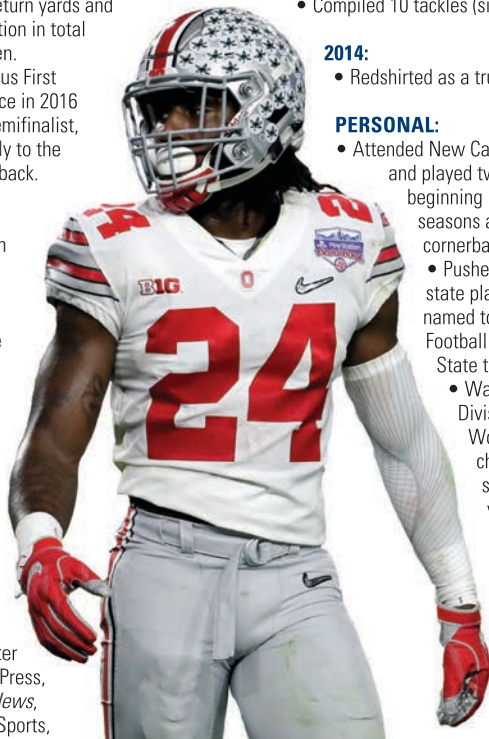 eturn yards and
tion in total
en.
us First
ce in 2016
emifinalist,
ly to the
back.
n
e
ter
Press,
News,
Sports,
• Compiled 10 tackles (si
2014:
• Redshirted as a tru
PERSONAL:
• Attended New Ca
and played tw
beginning
seasons a
cornerba
• Pushe
state pla
named to
Football
State t
• Wa
Divis
Wo
ch
s
24
2
B1G
O
PlayStation
24